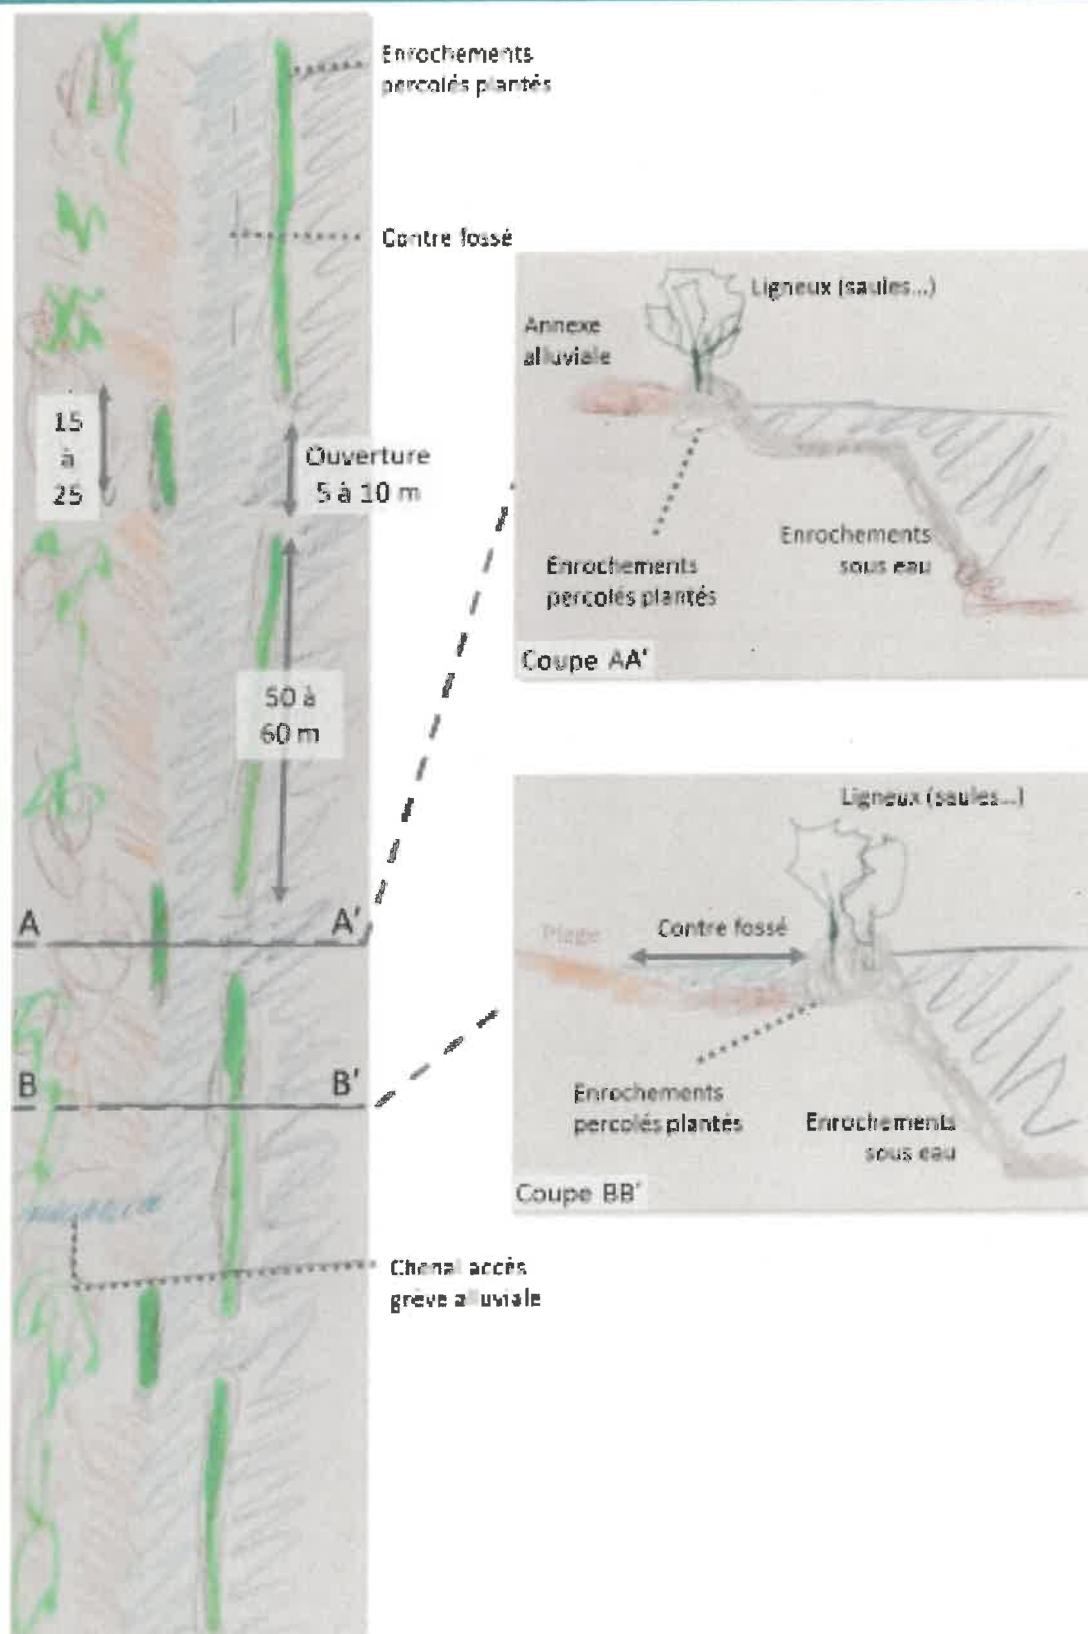 Enrochements
percolés plantés
Contre fossé
15
à
25
Ouverture
5 à 10 m
50 à
60 m
A A'
B B'
Chenal accès
grève alluviale
Ligneux (saules...)
Annexe
alluviale
Enrochements
percolés plantés
Enrochements
sous eau
Coupe AA'
Ligneux (saules...)
Plage
Contre fossé
Enrochements
percolés plantés
Enrochements
sous eau
Coupe BB'